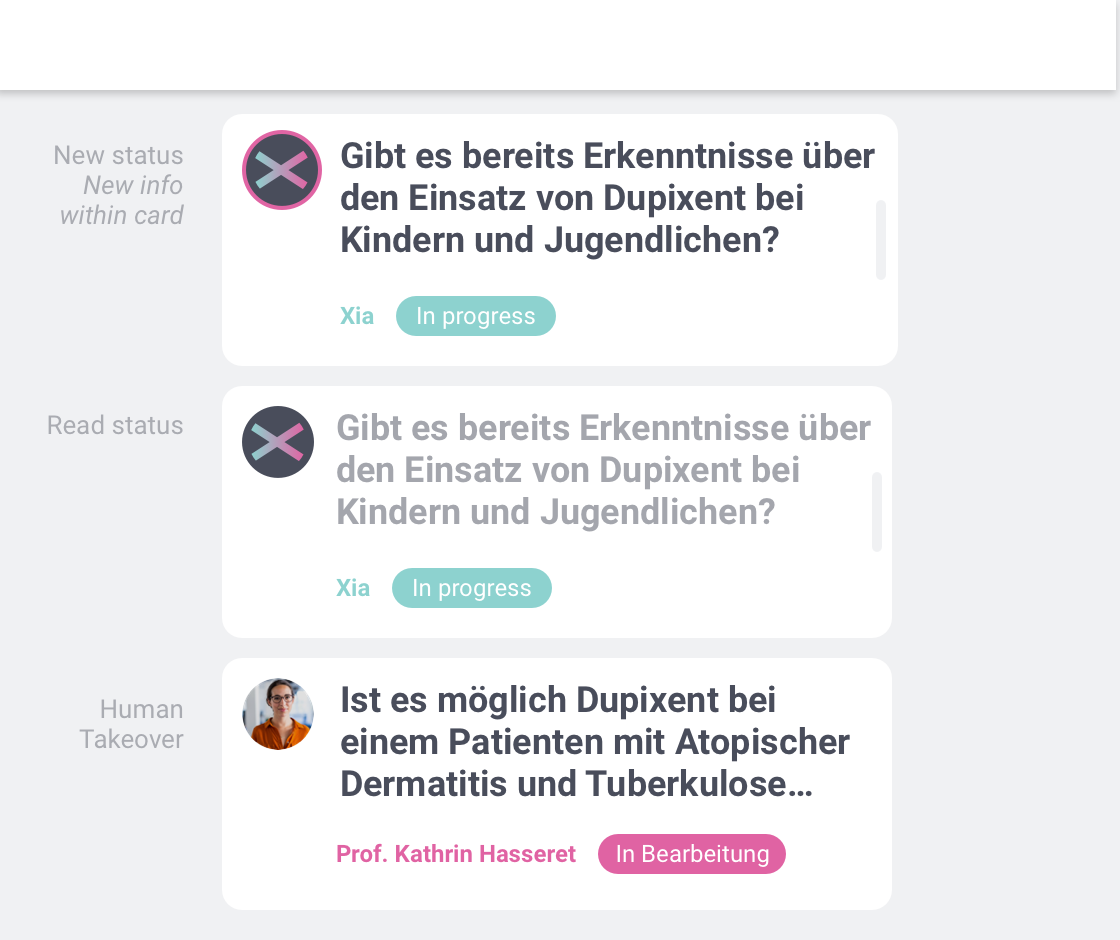 New status
New info
within card
Gibt es bereits Erkenntnisse über
den Einsatz von Dupixent bei
Kindern und Jugendlichen?
Xia
In progress
Read status
Gibt es bereits Erkenntnisse über
den Einsatz von Dupixent bei
Kindern und Jugendlichen?
Xia
In progress
Human
Takeover
Ist es möglich Dupixent bei
einem Patienten mit Atopischer
Dermatitis und Tuberkulose…
Prof. Kathrin Hasseret
In Bearbeitung